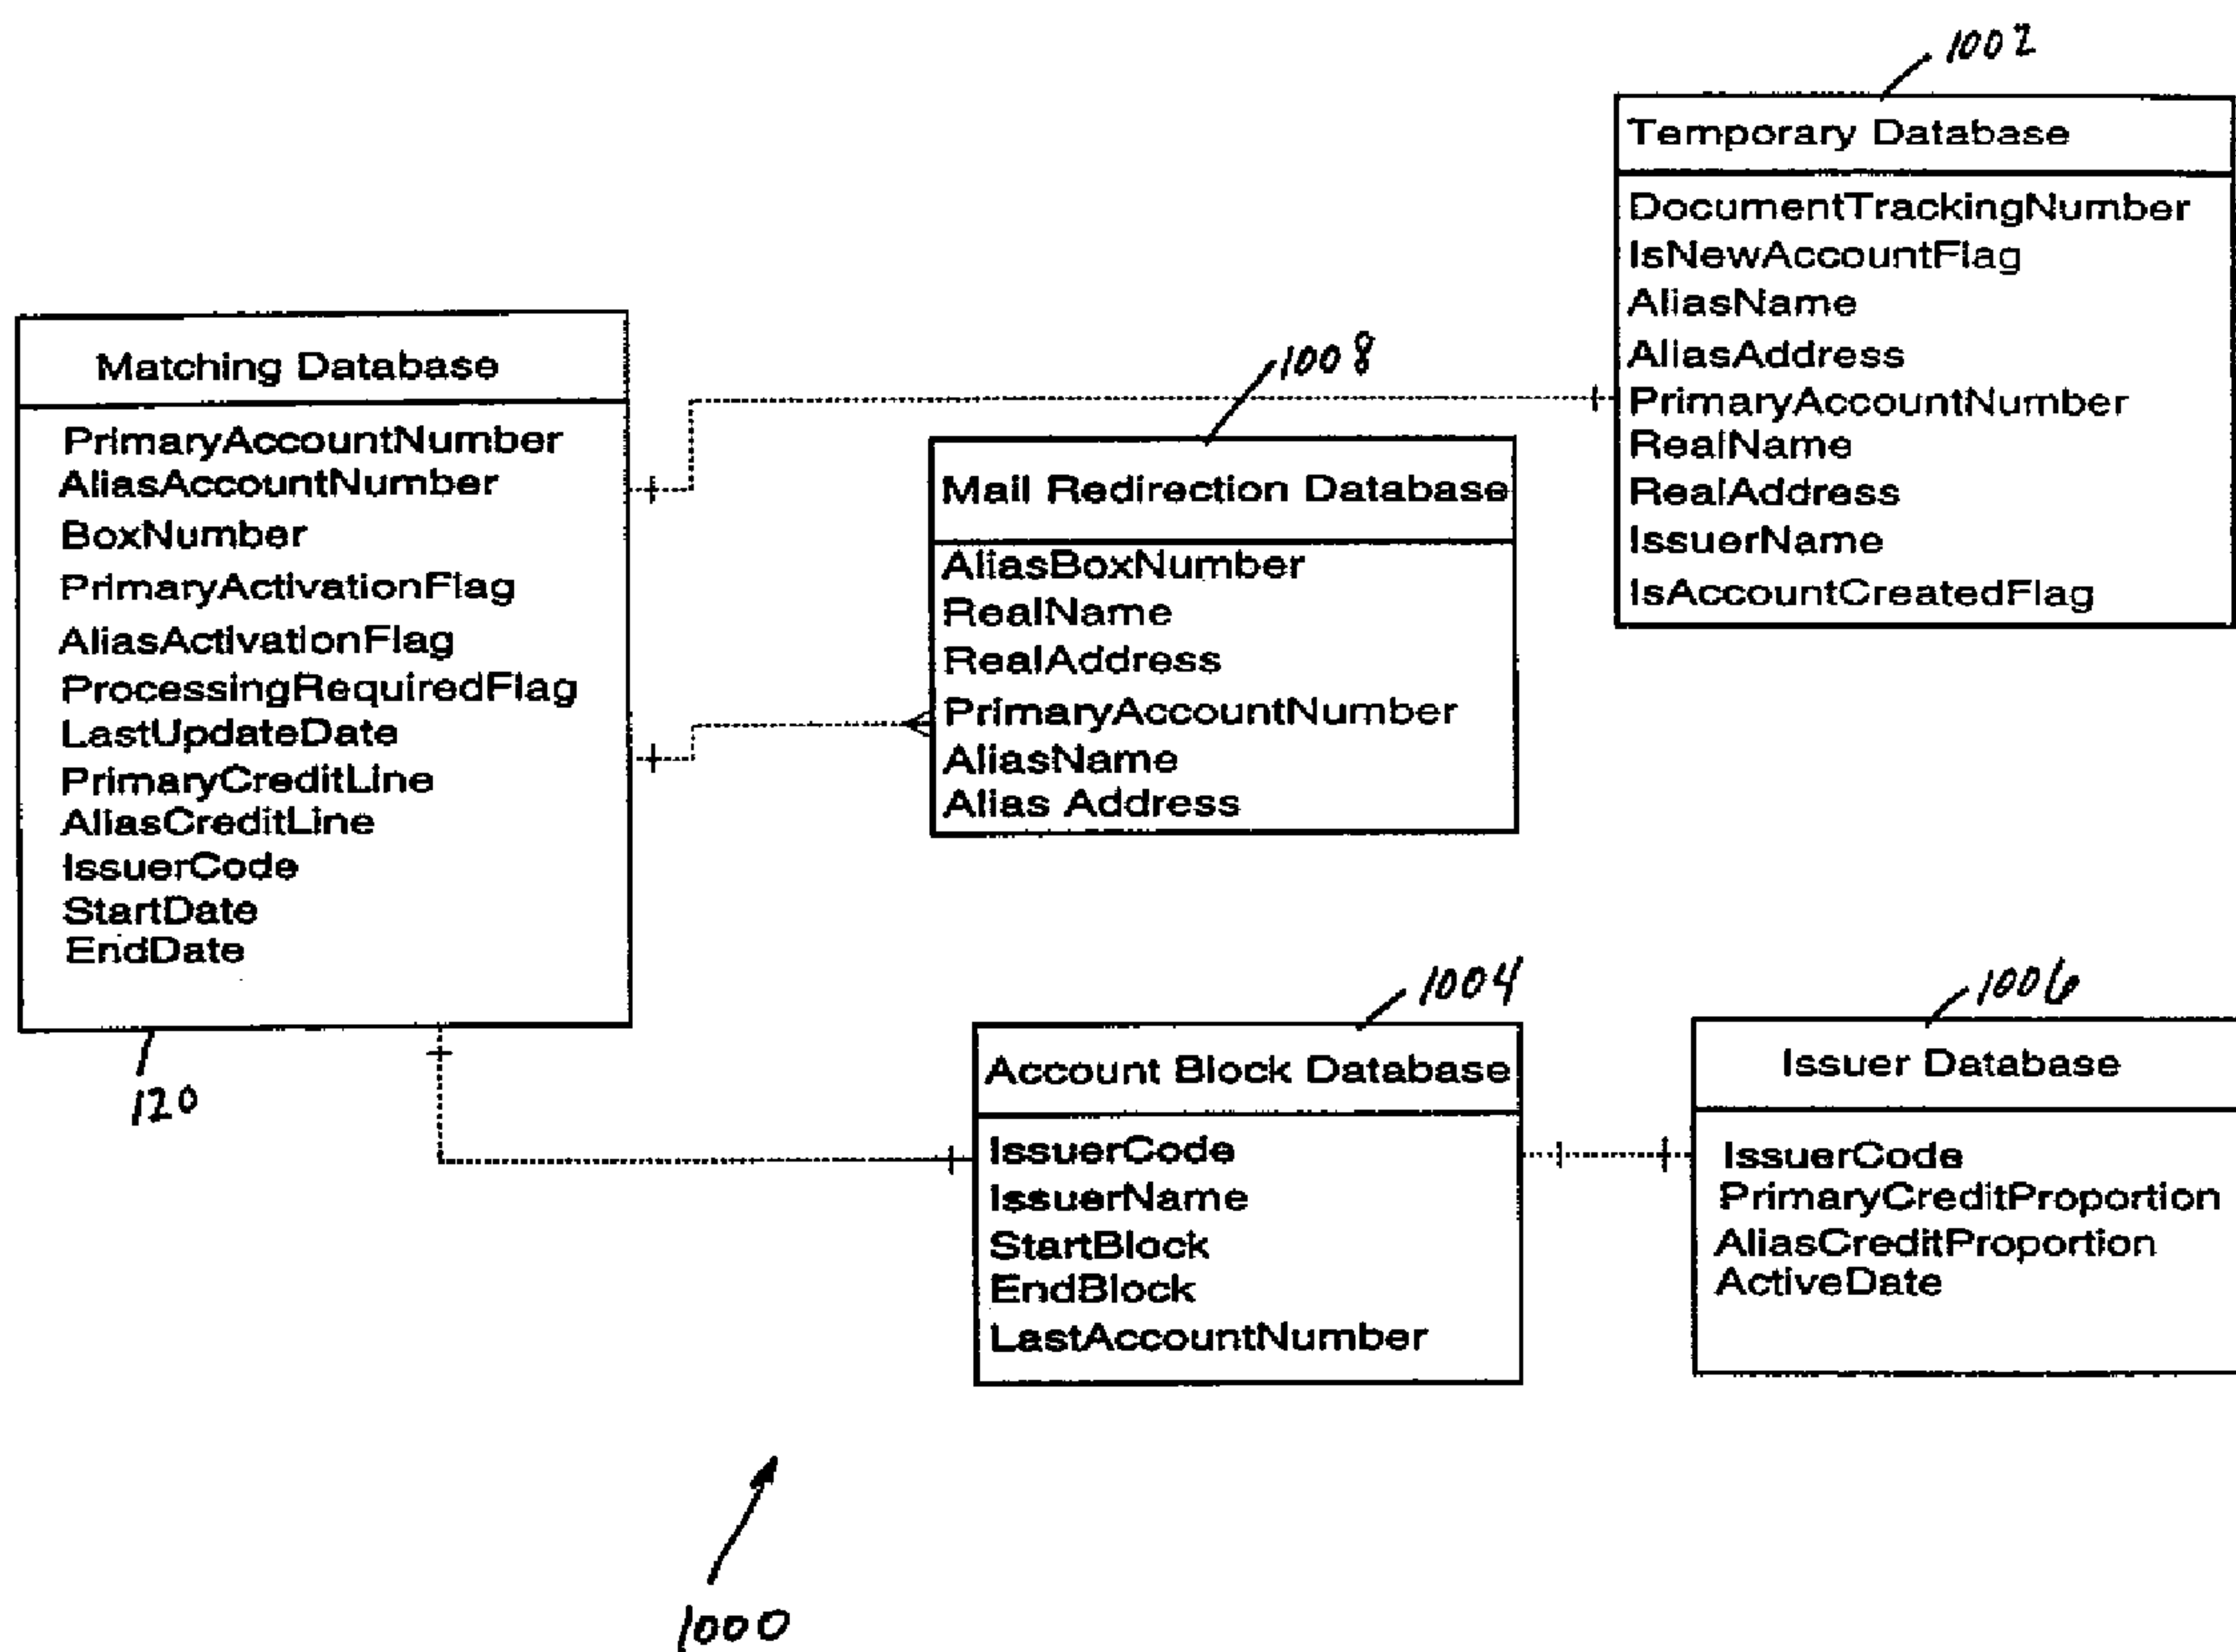 1002
Temporary Database
DocumentTrackingNumber
IsNewAccountFlag
AliasName
AliasAddress
PrimaryAccountNumber
RealName
RealAddress
IssuerName
IsAccountCreatedFlag
Matching Database
PrimaryAccountNumber
AliasAccountNumber
BoxNumber
PrimaryActivationFlag
AliasActivationFlag
ProcessingRequiredFlag
LastUpdateDate
PrimaryCreditLine
AliasCreditLine
IssuerCode
StartDate
EndDate
120
1008
Mail Redirection Database
AliasBoxNumber
RealName
RealAddress
PrimaryAccountNumber
AliasName
Alias Address
1004
Account Block Database
IssuerCode
IssuerName
StartBlock
EndBlock
LastAccountNumber
1006
Issuer Database
IssuerCode
PrimaryCreditProportion
AliasCreditProportion
ActiveDate
1000